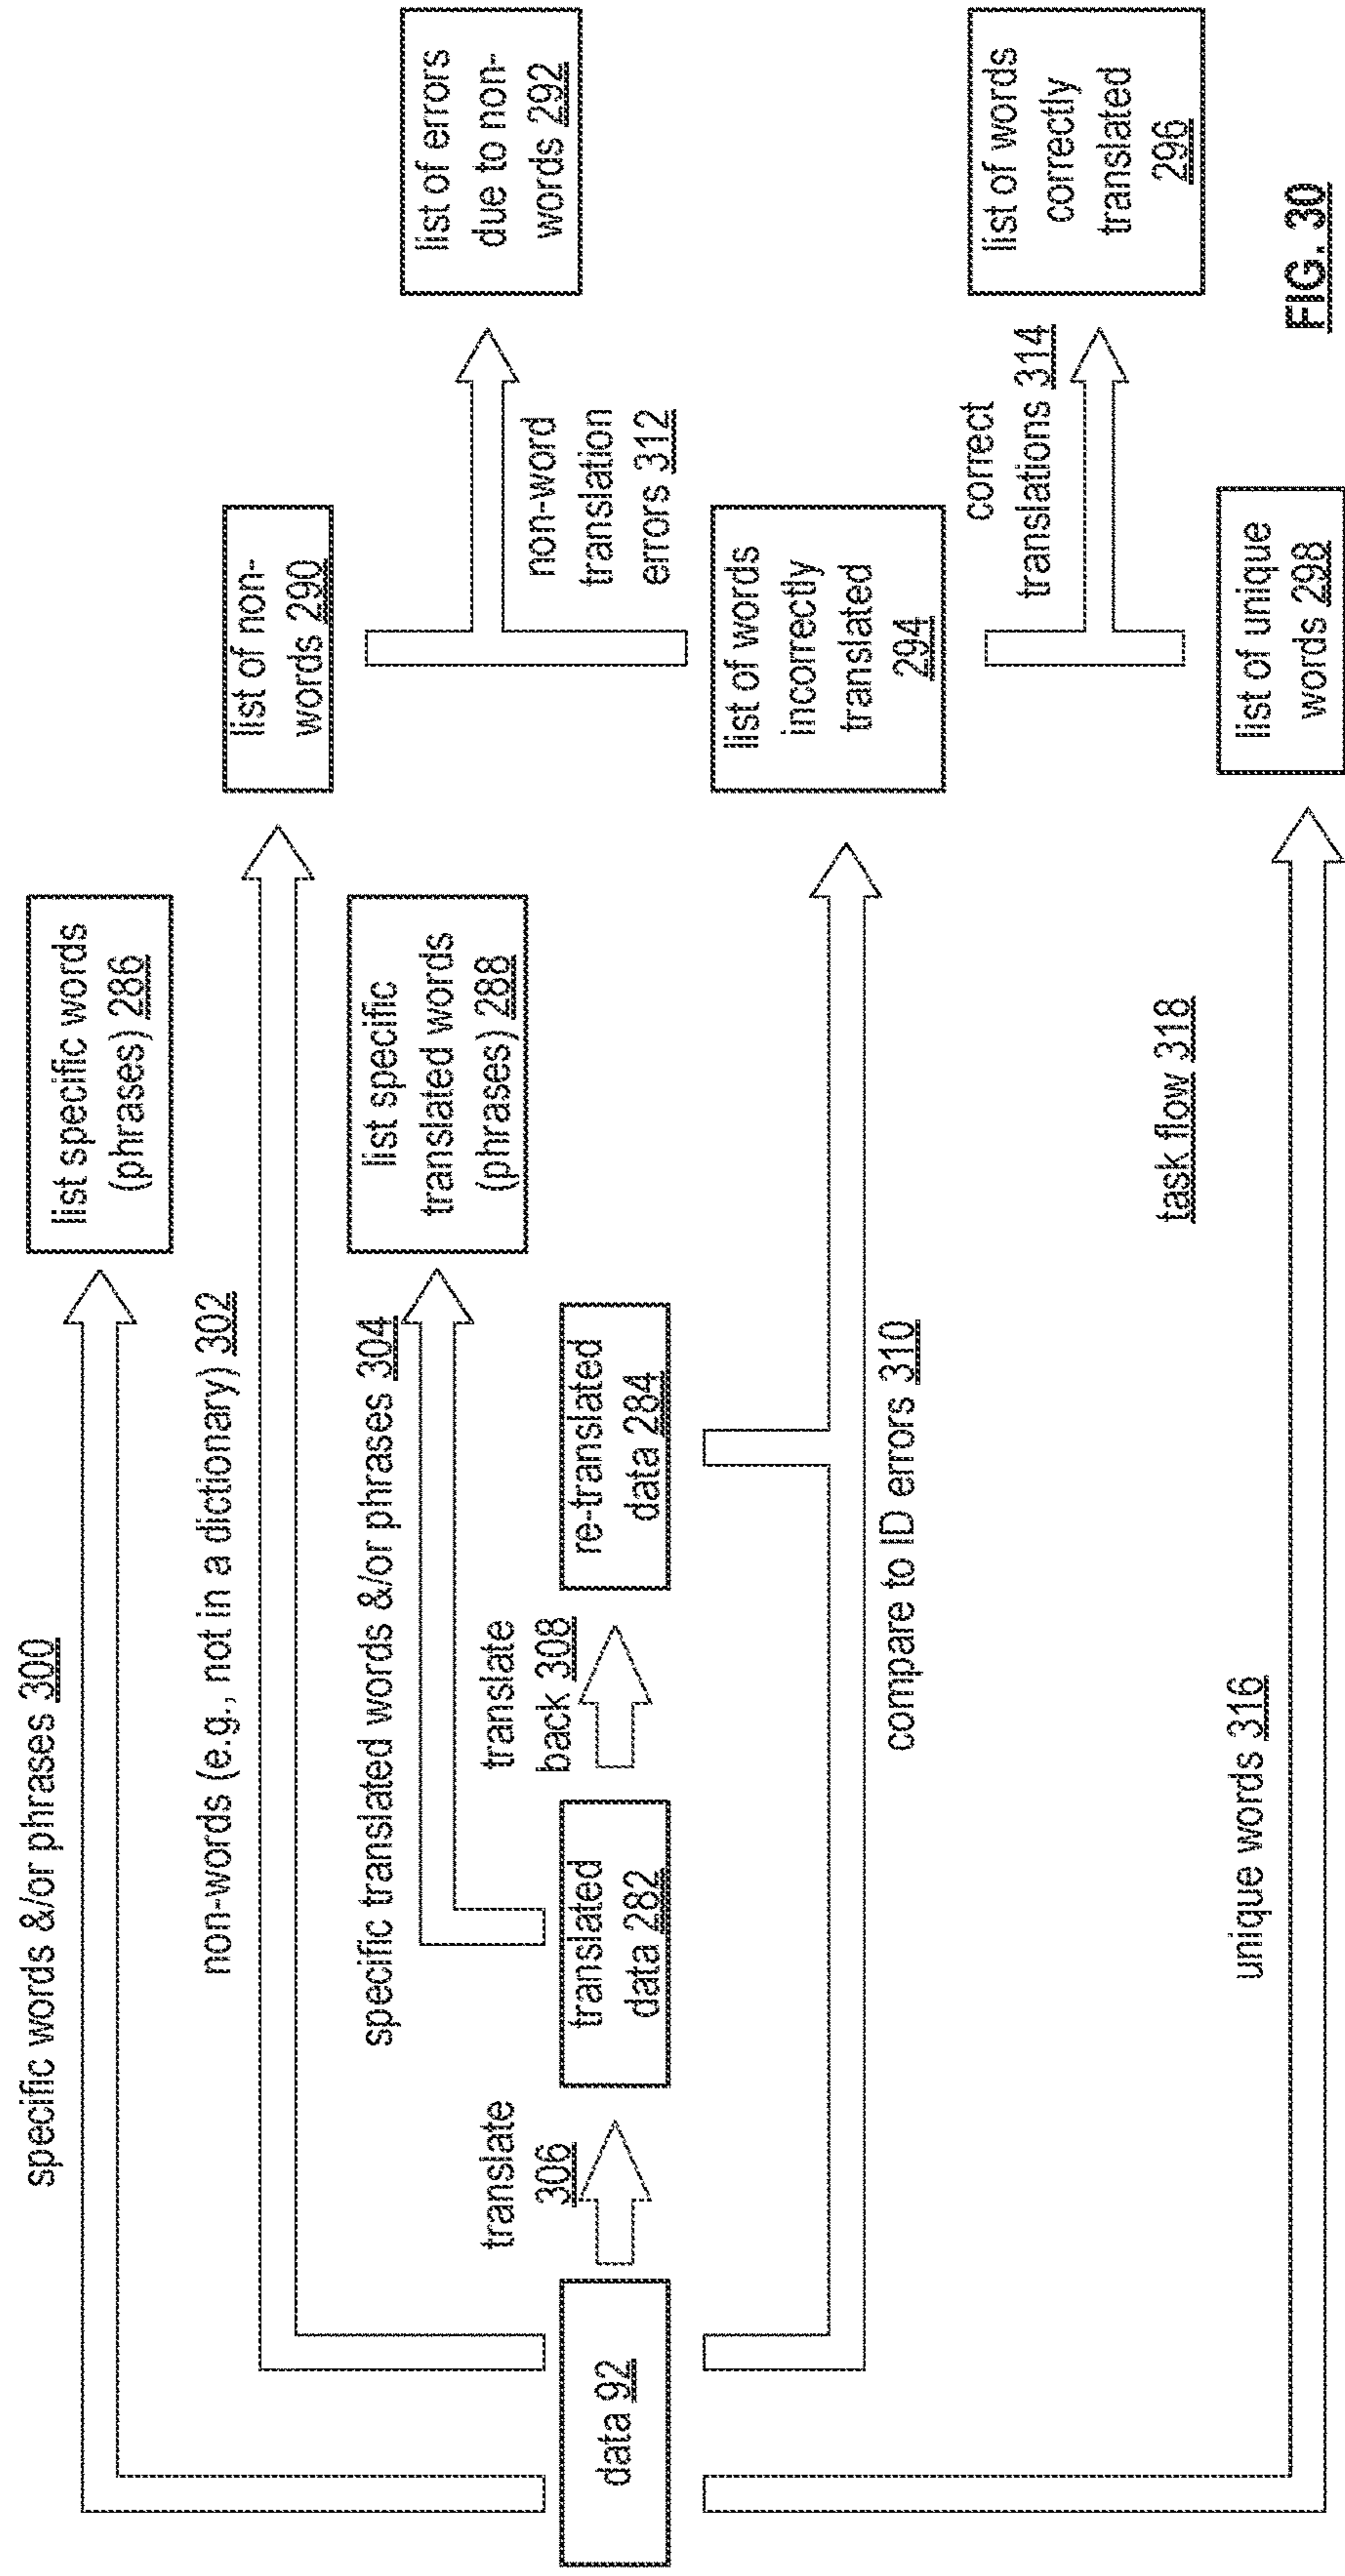 specific words &/or phrases 300
list specific words
(phrases) 286
non-words (e.g., not in a dictionary) 302
list of non-
words 290
specific translated words &/or phrases 304
list specific
translated words
(phrases) 288
list of errors
due to non-
words 292
non-word
translation
errors 312
translate
306
translate
back 308
data 92
translated
data 282
re-translated
data 284
list of words
incorrectly
translated
294
compare to ID errors 310
correct
translations 314
list of words
correctly
translated
296
task flow 318
unique words 316
list of unique
words 298
FIG. 30